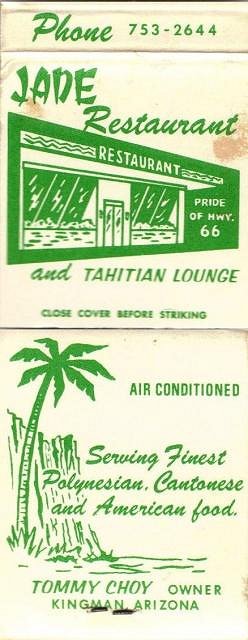 Phone 753-2644
JADE
Restaurant
RESTAURANT
PRIDE
OF HWY.
66
and TAHITIAN LOUNGE
CLOSE COVER BEFORE STRIKING
AIR CONDITIONED
Serving Finest
Polynesian, Cantonese
and American food.
TOMMY CHOY OWNER
KINGMAN, ARIZONA